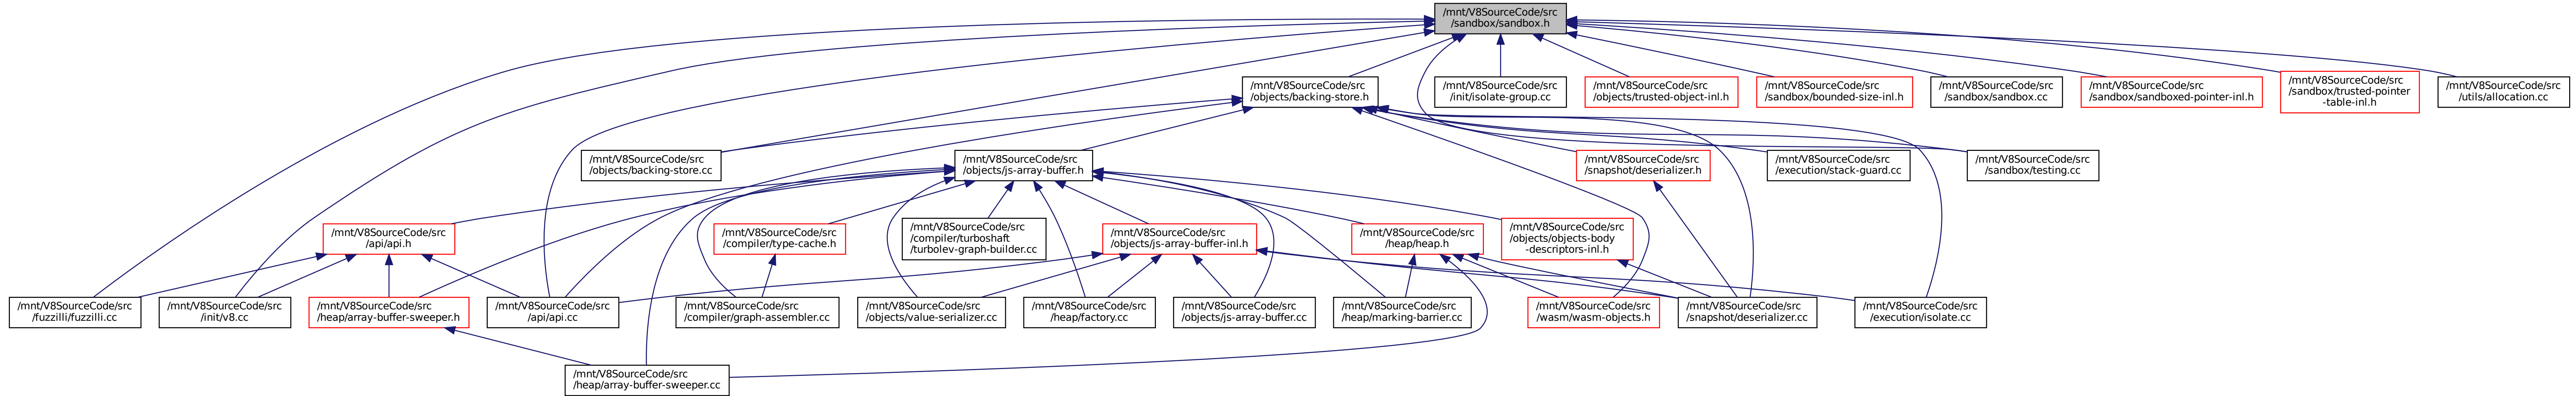 /mnt/V8SourceCode/src
/sandbox/sandbox.h
/mnt/V8SourceCode/src
/objects/backing-store.h
/mnt/V8SourceCode/src
/init/isolate-group.cc
/mnt/V8SourceCode/src
/objects/trusted-object-inl.h
/mnt/V8SourceCode/src
/sandbox/bounded-size-inl.h
/mnt/V8SourceCode/src
/sandbox/sandbox.cc
/mnt/V8SourceCode/src
/sandbox/sandboxed-pointer-inl.h
/mnt/V8SourceCode/src
/sandbox/trusted-pointer
-table-inl.h
/mnt/V8SourceCode/src
/utils/allocation.cc
/mnt/V8SourceCode/src
/objects/backing-store.cc
/mnt/V8SourceCode/src
/objects/js-array-buffer.h
/mnt/V8SourceCode/src
/snapshot/deserializer.h
/mnt/V8SourceCode/src
/execution/stack-guard.cc
/mnt/V8SourceCode/src
/sandbox/testing.cc
/mnt/V8SourceCode/src
/api/api.h
/mnt/V8SourceCode/src
/compiler/type-cache.h
/mnt/V8SourceCode/src
/compiler/turboshaft
/turbolev-graph-builder.cc
/mnt/V8SourceCode/src
/objects/js-array-buffer-inl.h
/mnt/V8SourceCode/src
/heap/heap.h
/mnt/V8SourceCode/src
/objects/objects-body
-descriptors-inl.h
/mnt/V8SourceCode/src
/fuzzilli/fuzzilli.cc
/mnt/V8SourceCode/src
/init/v8.cc
/mnt/V8SourceCode/src
/heap/array-buffer-sweeper.h
/mnt/V8SourceCode/src
/api/api.cc
/mnt/V8SourceCode/src
/compiler/graph-assembler.cc
/mnt/V8SourceCode/src
/objects/value-serializer.cc
/mnt/V8SourceCode/src
/heap/factory.cc
/mnt/V8SourceCode/src
/objects/js-array-buffer.cc
/mnt/V8SourceCode/src
/heap/marking-barrier.cc
/mnt/V8SourceCode/src
/wasm/wasm-objects.h
/mnt/V8SourceCode/src
/snapshot/deserializer.cc
/mnt/V8SourceCode/src
/execution/isolate.cc
/mnt/V8SourceCode/src
/heap/array-buffer-sweeper.cc